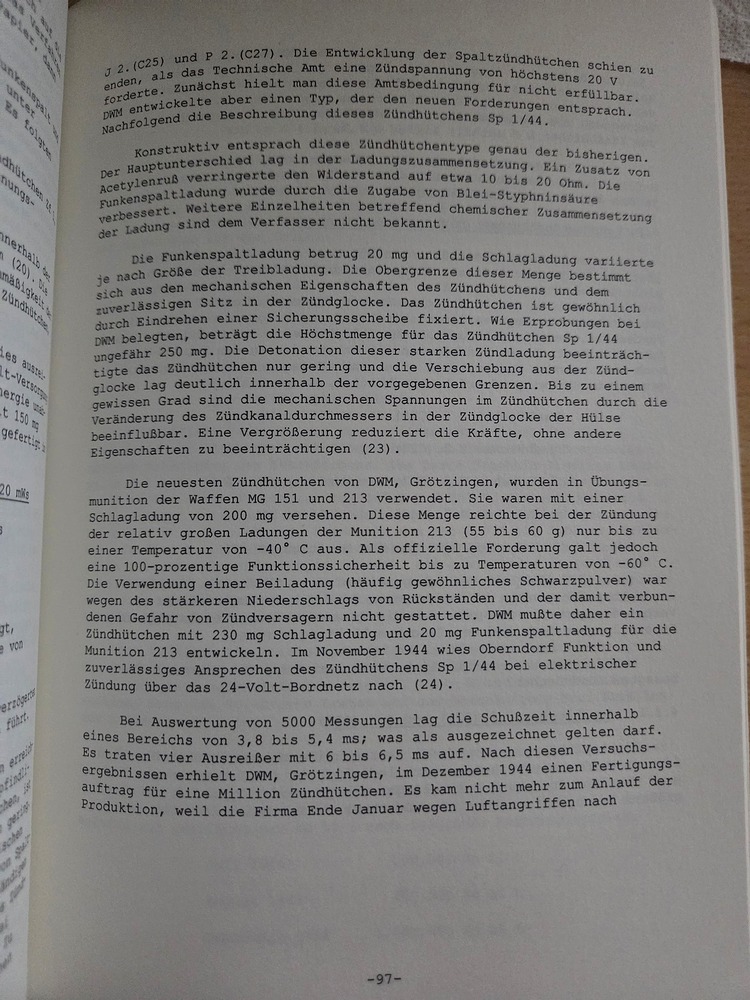 J 2.(C25) und P 2.(C27). Die Entwicklung der Spaltzündhütchen schien zu
enden, als das Technische Amt eine Zündspannung von höchstens 20 V
forderte. Zunächst hielt man diese Amtsbedingung für nicht erfüllbar.
DWM entwickelte aber einen Typ, der den neuen Forderungen entsprach.
Nachfolgend die Beschreibung dieses Zündhütchens Sp 1/44.
Konstruktiv entsprach diese Zündhütchentype genau der bisherigen.
Der Hauptunterschied lag in der Ladungszusammensetzung. Ein Zusatz von
Acetylenruß verringerte den Widerstand auf etwa 10 bis 20 Ohm. Die
Funkenspaltladung wurde durch die Zugabe von Blei-Styphninsäure
verbessert. Weitere Einzelheiten betreffend chemischer Zusammensetzung
der Ladung sind dem Verfasser nicht bekannt.
Die Funkenspaltladung betrug 20 mg und die Schlagladung variierte
je nach Größe der Treibladung. Die Obergrenze dieser Menge bestimmt
sich aus den mechanischen Eigenschaften des Zündhütchens und dem
zuverlässigen Sitz in der Zündglocke. Das Zündhütchen ist gewöhnlich
durch Eindrehen einer Sicherungsscheibe fixiert. Wie Erprobungen bei
DWM belegten, beträgt die Höchstmenge für das Zündhütchen Sp 1/44
ungefähr 250 mg. Die Detonation dieser starken Zündladung beeinträch-
tigte das Zündhütchen nur gering und die Verschiebung aus der Zünd-
glocke lag deutlich innerhalb der vorgegebenen Grenzen. Bis zu einem
gewissen Grad sind die mechanischen Spannungen im Zündhütchen durch die
Veränderung des Zündkanaldurchmessers in der Zündglocke der Hülse
beeinflußbar. Eine Vergrößerung reduziert die Kräfte, ohne andere
Eigenschaften zu beeinträchtigen (23).
Die neuesten Zündhütchen von DWM, Grötzingen, wurden in Übungs-
munition der Waffen MG 151 und 213 verwendet. Sie waren mit einer
Schlagladung von 200 mg versehen. Diese Menge reichte bei der Zündung
der relativ großen Ladungen der Munition 213 (55 bis 60 g) nur bis zu
einer Temperatur von -40° C aus. Als offizielle Forderung galt jedoch
eine 100-prozentige Funktionssicherheit bis zu Temperaturen von -60° C.
Die Verwendung einer Beiladung (häufig gewöhnliches Schwarzpulver) war
wegen des stärkeren Niederschlags von Rückständen und der damit verbun-
denen Gefahr von Zündversagern nicht gestattet. DWM mußte daher ein
Zündhütchen mit 230 mg Schlagladung und 20 mg Funkenspaltladung für die
Munition 213 entwickeln. Im November 1944 wies Oberndorf Funktion und
zuverlässiges Ansprechen des Zündhütchens Sp 1/44 bei elektrischer
Zündung über das 24-Volt-Bordnetz nach (24).
Bei Auswertung von 5000 Messungen lag die Schußzeit innerhalb
eines Bereichs von 3,8 bis 5,4 ms; was als ausgezeichnet gelten darf.
Es traten vier Ausreißer mit 6 bis 6,5 ms auf. Nach diesen Versuchs-
ergebnissen erhielt DWM, Grötzingen, im Dezember 1944 einen Fertigungs-
auftrag für eine Million Zündhütchen. Es kam nicht mehr zum Anlauf der
Produktion, weil die Firma Ende Januar wegen Luftangriffen nach
-97-